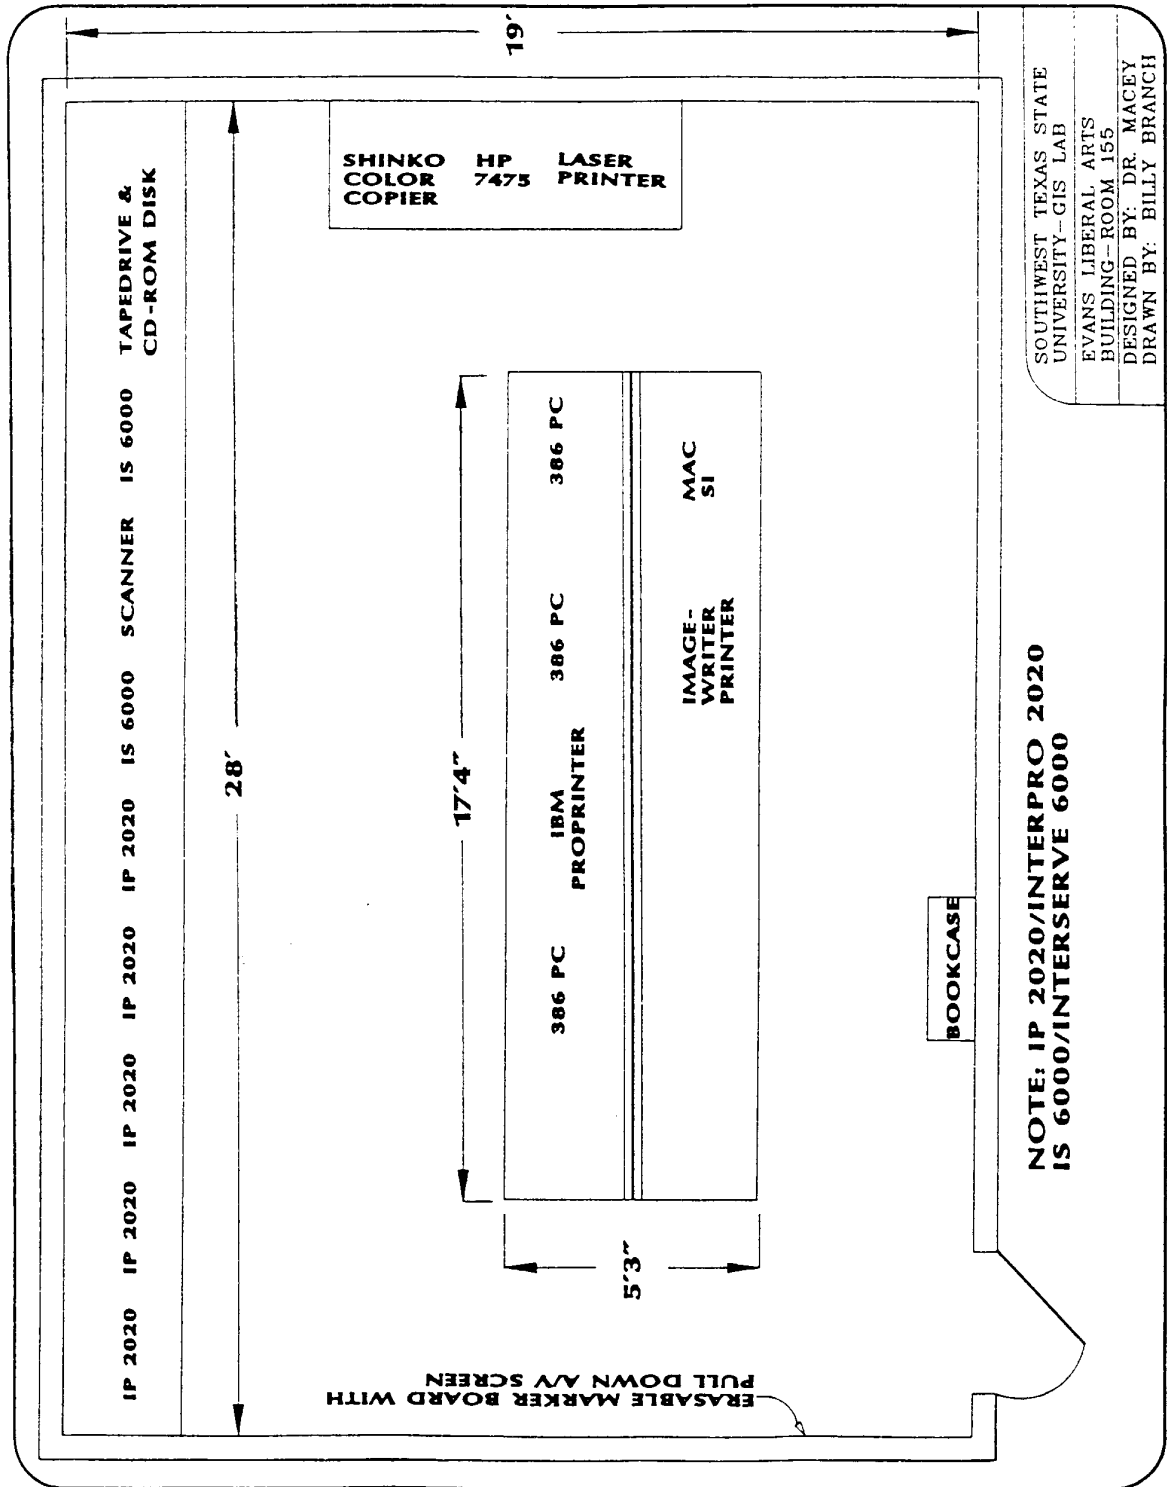 IP 2020 IP 2020 IP 2020 IP 2020 IP 2020 IS 6000 SCANNER IS 6000 TAPEDRIVE &
CD-ROM DISK
28′
19′
SHINKO HP LASER
COLOR 7475 PRINTER
COPIER
17′4″
386 PC
IBM
PROPRINTER
386 PC
386 PC
5′3″
IMAGE-
WRITER
PRINTER
MAC
SI
ERASABLE MARKER BOARD WITH
PULL DOWN A/V SCREEN
BOOKCASE
NOTE: IP 2020/INTERPRO 2020
IS 6000/INTERSERVE 6000
SOUTHWEST TEXAS STATE
UNIVERSITY-GIS LAB
EVANS LIBERAL ARTS
BUILDING-ROOM 155
DESIGNED BY: DR. MACEY
DRAWN BY: BILLY BRANCH